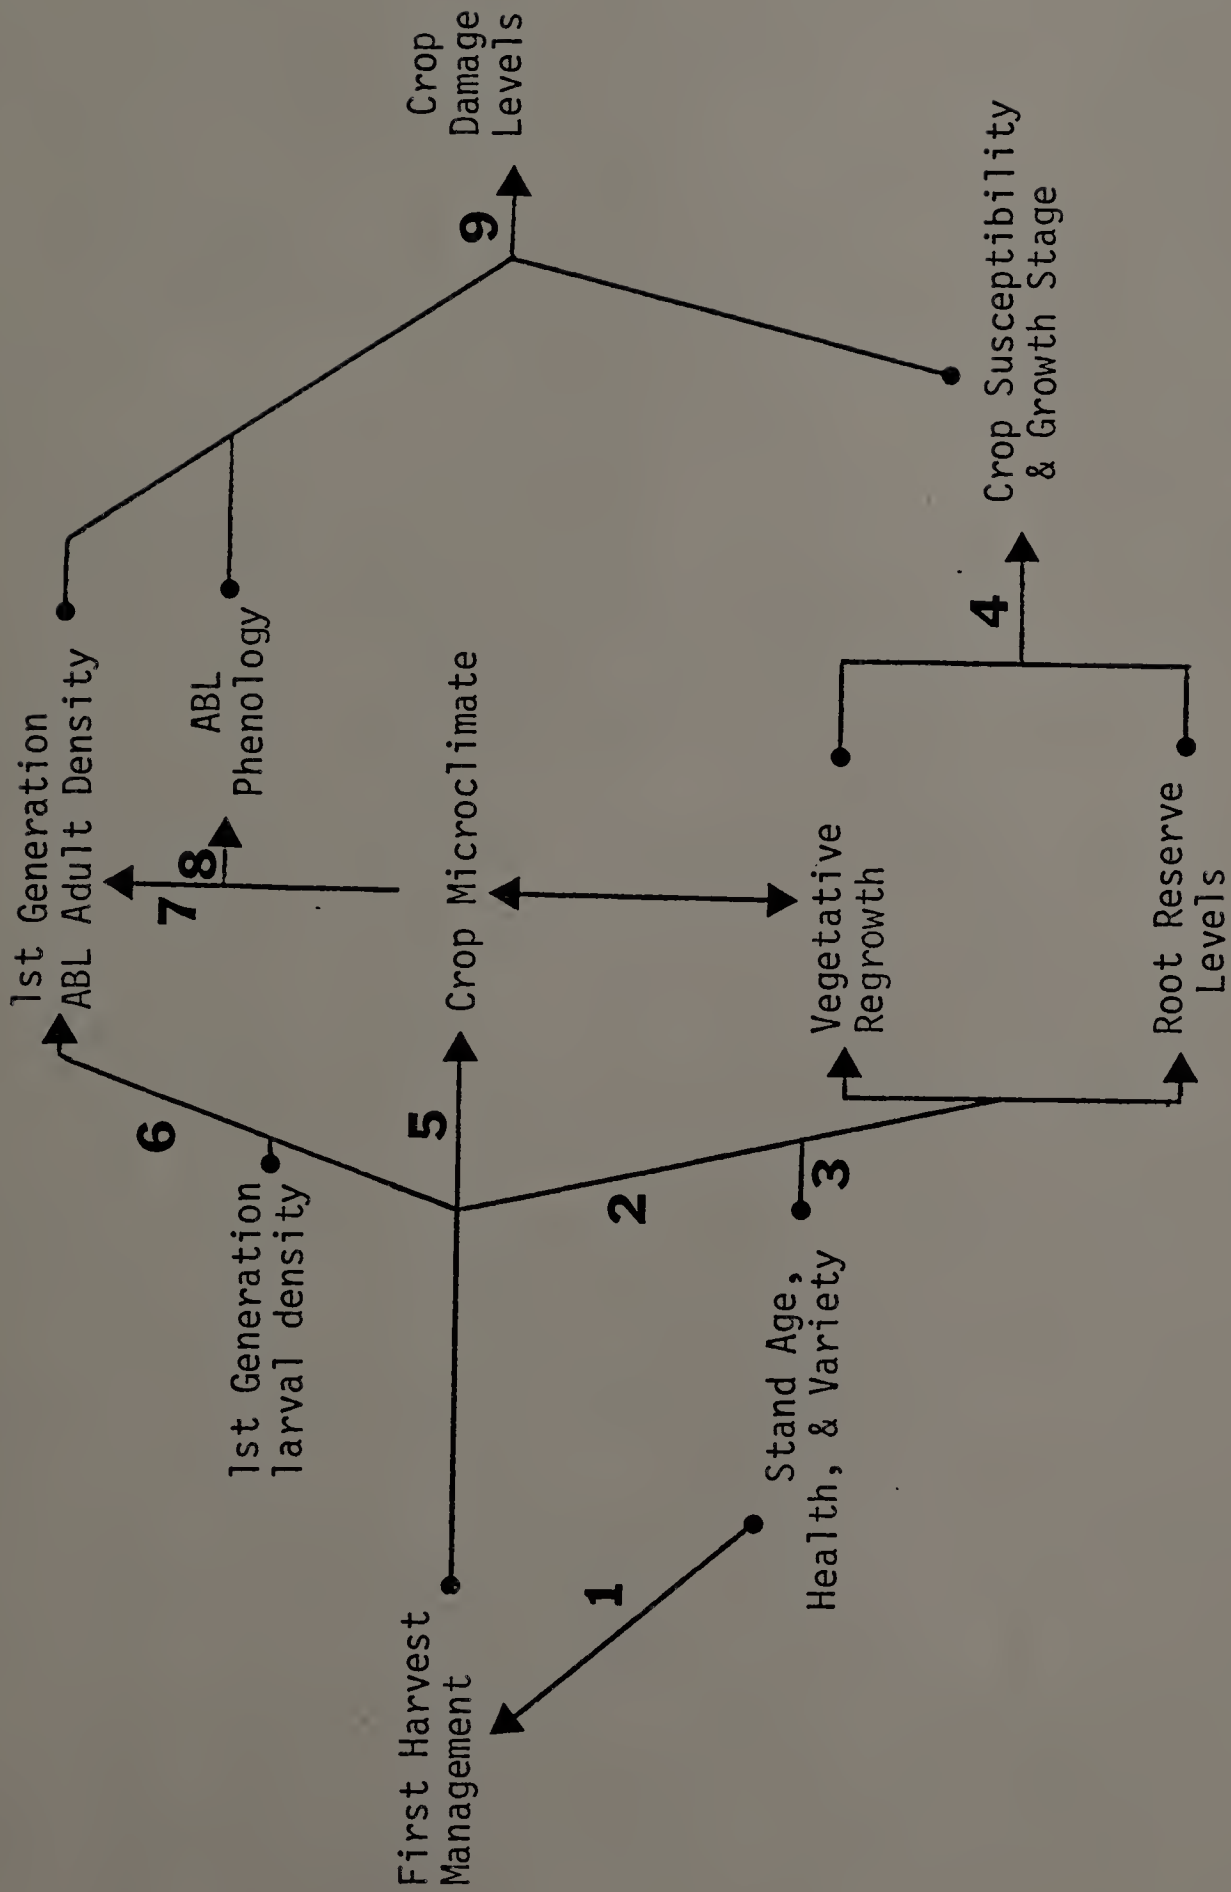 1st Generation
ABL Adult Density
6
7
8
ABL
Phenology
1st Generation
larval density
First Harvest
Management
5
Crop Microclimate
9
Crop
Damage
Levels
1
2
3
Stand Age,
Health, & Variety
Vegetative
Regrowth
4
Crop Susceptibility
& Growth Stage
Root Reserve
Levels